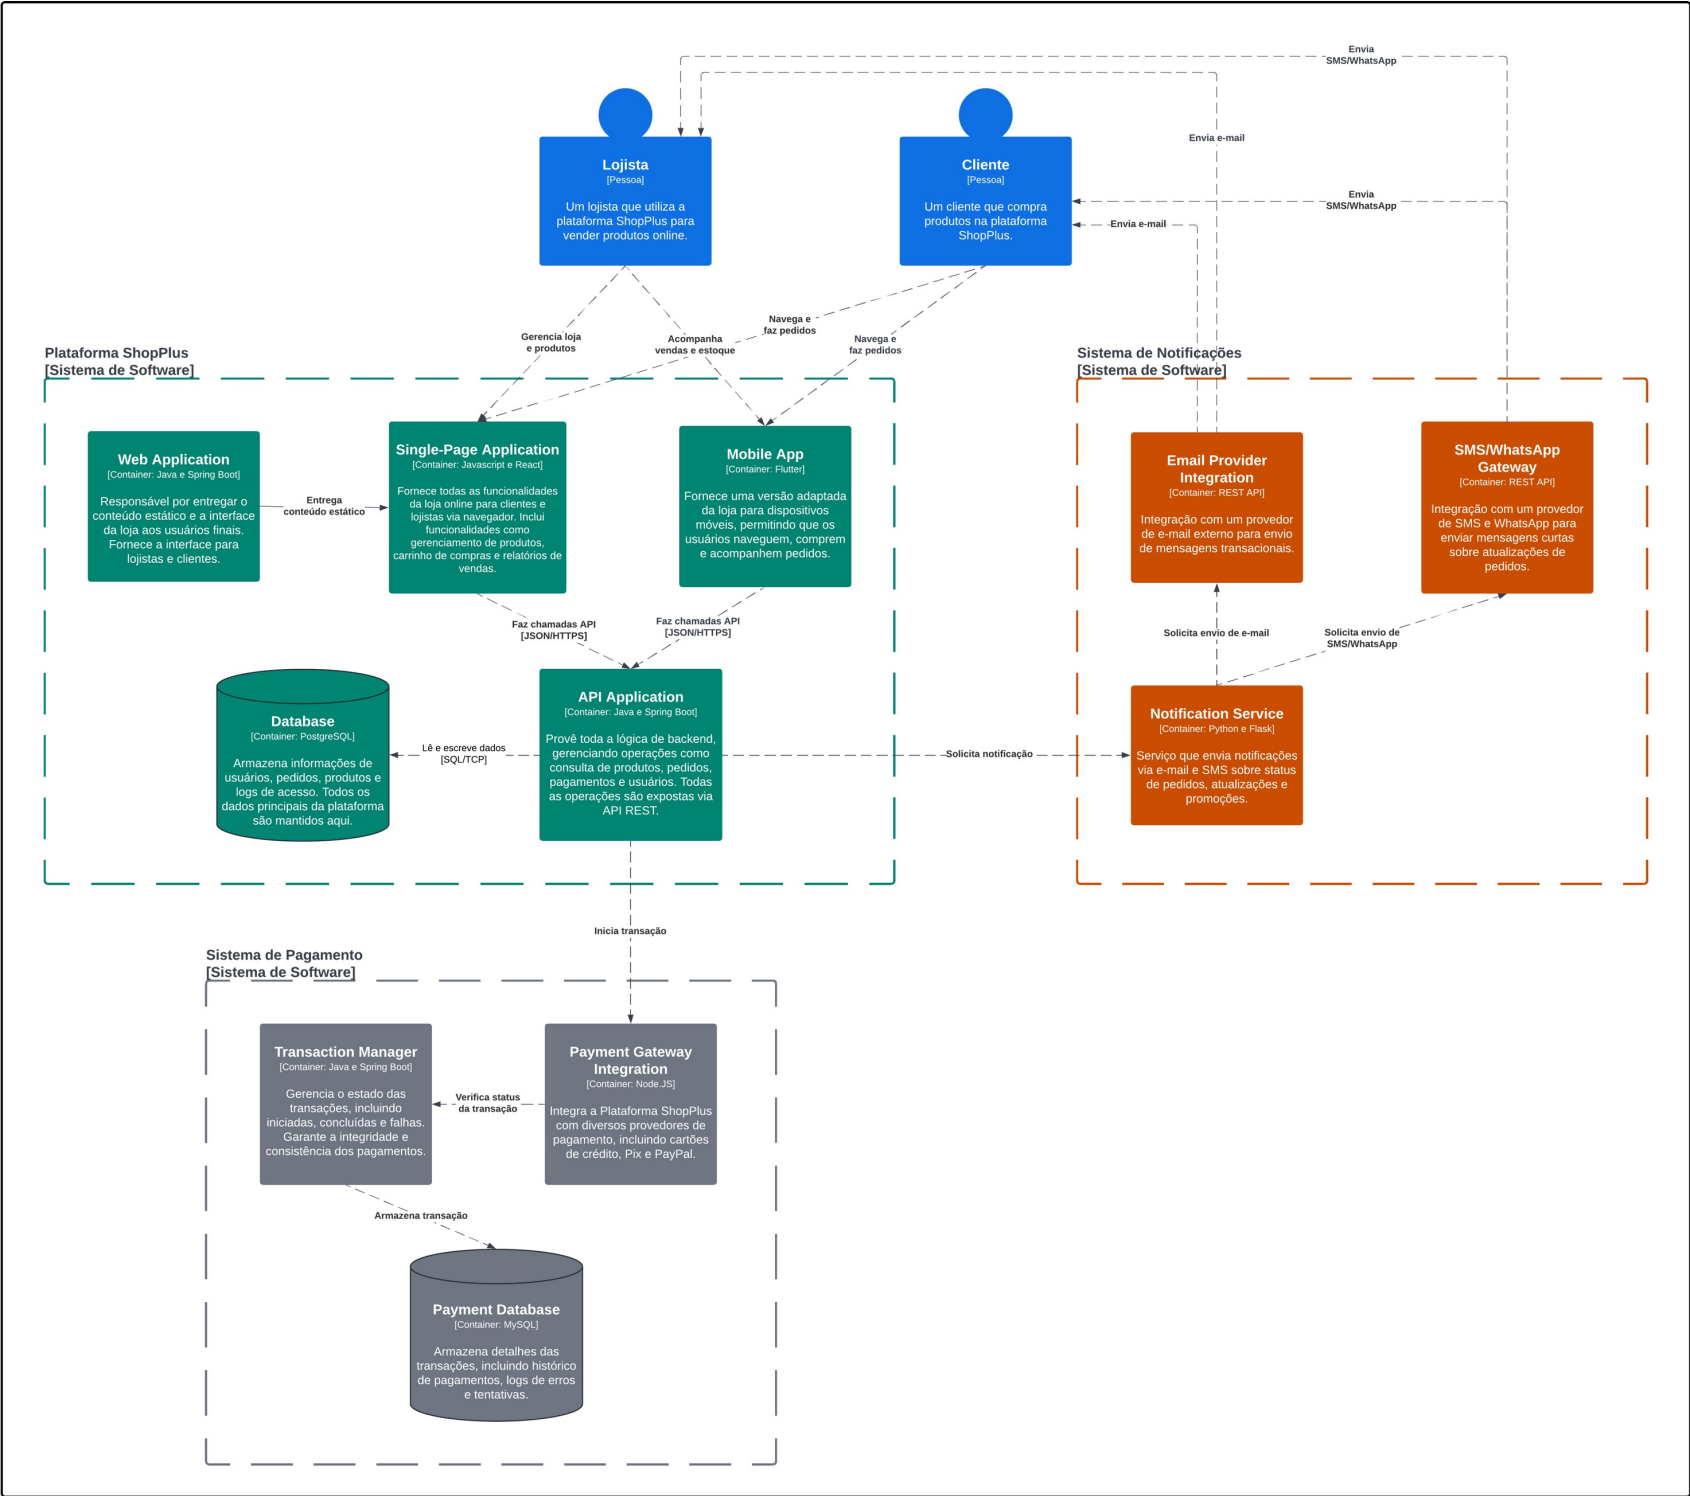 Envia
SMS/WhatsApp
Envia e-mail
Lojista
[Pessoa]
Um lojista que utiliza a
plataforma ShopPlus para
vender produtos online.
Cliente
[Pessoa]
Um cliente que compra
produtos na plataforma
ShopPlus.
Envia
SMS/WhatsApp
Envia e-mail
Gerencia loja
e produtos
Acompanha
vendas e estoque
Navega e
faz pedidos
Navega e
faz pedidos
Plataforma ShopPlus
[Sistema de Software]
Web Application
[Container: Java e Spring Boot]
Responsável por entregar o
conteúdo estático e a interface
da loja aos usuários finais.
Fornece a interface para
lojistas e clientes.
Entrega
conteúdo estático
Single-Page Application
[Container: Javascript e React]
Fornece todas as funcionalidades
da loja online para clientes e
lojistas via navegador. Inclui
funcionalidades como
gerenciamento de produtos,
carrinho de compras e relatórios de
vendas.
Mobile App
[Container: Flutter]
Fornece uma versão adaptada
da loja para dispositivos
móveis, permitindo que os
usuários naveguem, comprem
e acompanhem pedidos.
Faz chamadas API
[JSON/HTTPS]
Faz chamadas API
[JSON/HTTPS]
Database
[Container: PostgreSQL]
Armazena informações de
usuários, pedidos, produtos e
logs de acesso. Todos os
dados principais da plataforma
são mantidos aqui.
Lê e escreve dados
[SQL/TCP]
API Application
[Container: Java e Spring Boot]
Provê toda a lógica de backend,
gerenciando operações como
consulta de produtos, pedidos,
pagamentos e usuários. Todas
as operações são expostas via
API REST.
Solicita notificação
Sistema de Notificações
[Sistema de Software]
Email Provider
Integration
[Container: REST API]
Integração com um provedor
de e-mail externo para envio
de mensagens transacionais.
SMS/WhatsApp
Gateway
[Container: REST API]
Integração com um provedor
de SMS e WhatsApp para
enviar mensagens curtas
sobre atualizações de
pedidos.
Solicita envio de e-mail
Solicita envio de
SMS/WhatsApp
Notification Service
[Container: Python e Flask]
Serviço que envia notificações
via e-mail e SMS sobre status
de pedidos, atualizações e
promoções.
Inicia transação
Sistema de Pagamento
[Sistema de Software]
Transaction Manager
[Container: Java e Spring Boot]
Gerencia o estado das
transações, incluindo
iniciadas, concluídas e falhas.
Garante a integridade e
consistência dos pagamentos.
Verifica status
da transação
Payment Gateway
Integration
[Container: Node.JS]
Integra a Plataforma ShopPlus
com diversos provedores de
pagamento, incluindo cartões
de crédito, Pix e PayPal.
Armazena transação
Payment Database
[Container: MySQL]
Armazena detalhes das
transações, incluindo histórico
de pagamentos, logs de erros
e tentativas.